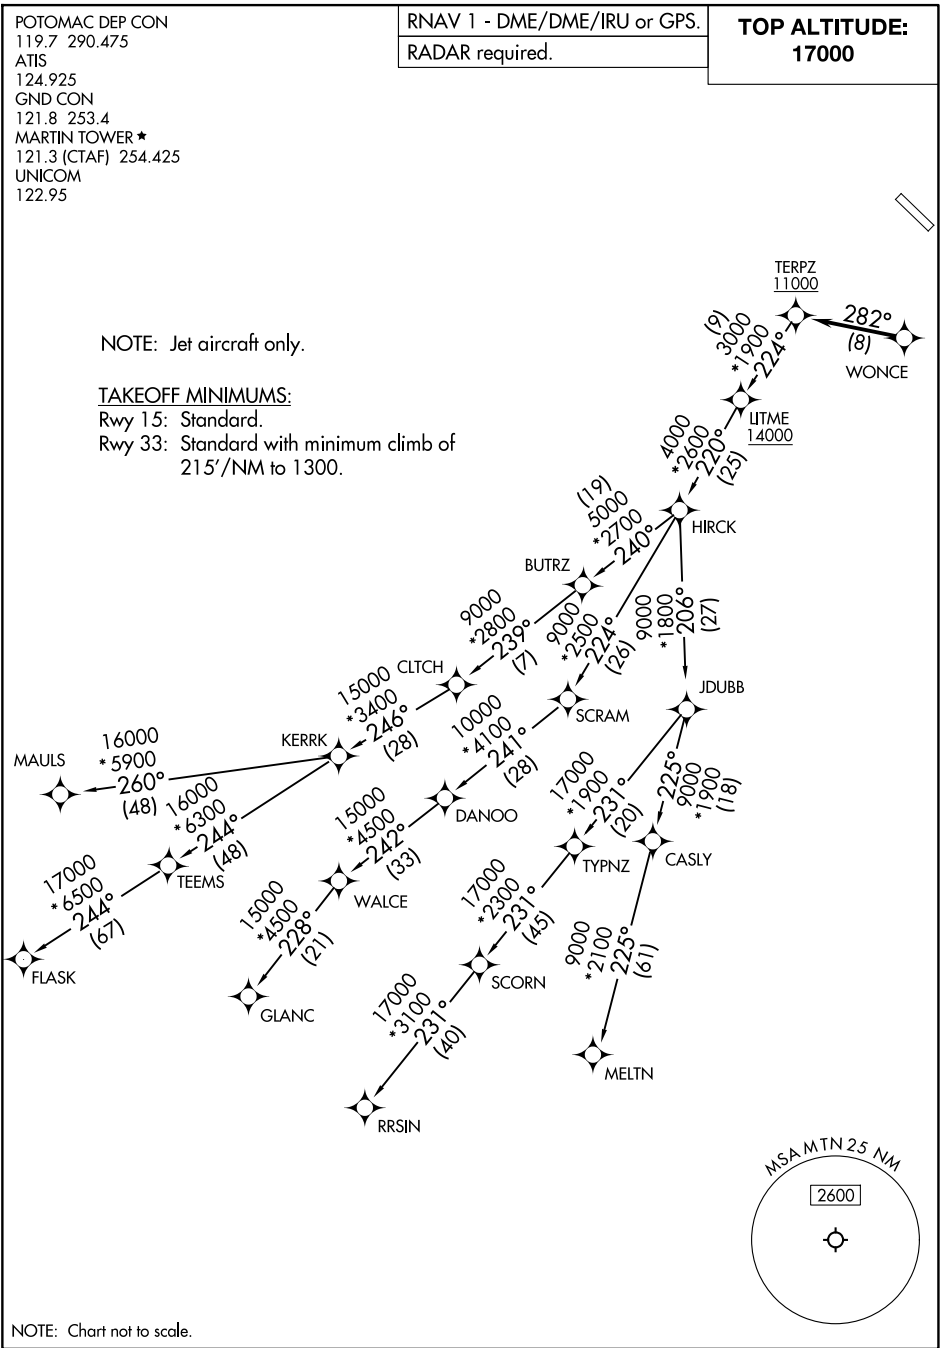 POTOMAC DEP CON
119.7 290.475
ATIS
124.925
GND CON
121.8 253.4
MARTIN TOWER★
121.3 (CTAF) 254.425
UNICOM
122.95
RNAV 1 - DME/DME/IRU or GPS.
RADAR required.
TOP ALTITUDE:
17000
TERPZ
11000
282°
(8)
WONCE
(9)
3000
*1900
224°
LITME
14000
NOTE: Jet aircraft only.
TAKEOFF MINIMUMS:
Rwy 15: Standard.
Rwy 33: Standard with minimum climb of
215'/NM to 1300.
4000
*2600
220°
(25)
HIRCK
(19)
5000
*2700
240°
BUTRZ
9000
*2800
239°
(7)
9000
*2500
224°
(26)
9000
*1800
206°
(27)
CLTCH
SCRAM
JDUBB
15000
*3400
246°
(28)
KERRK
10000
*4100
241°
(28)
DANOO
16000
*5900
260°
(48)
MAULS
16000
*6300
244°
(48)
TEEMS
15000
*4500
242°
(33)
WALCE
17000
*1900
231°
(20)
TYPNZ
225°
9000
*1900
(18)
CASLY
17000
*6500
244°
(67)
FLASK
15000
*4500
228°
(21)
GLANC
17000
*2300
231°
(45)
SCORN
9000
*2100
225°
(61)
MELTN
17000
*3100
231°
(40)
RRSIN
MSA MTN 25 NM
2600
NOTE: Chart not to scale.